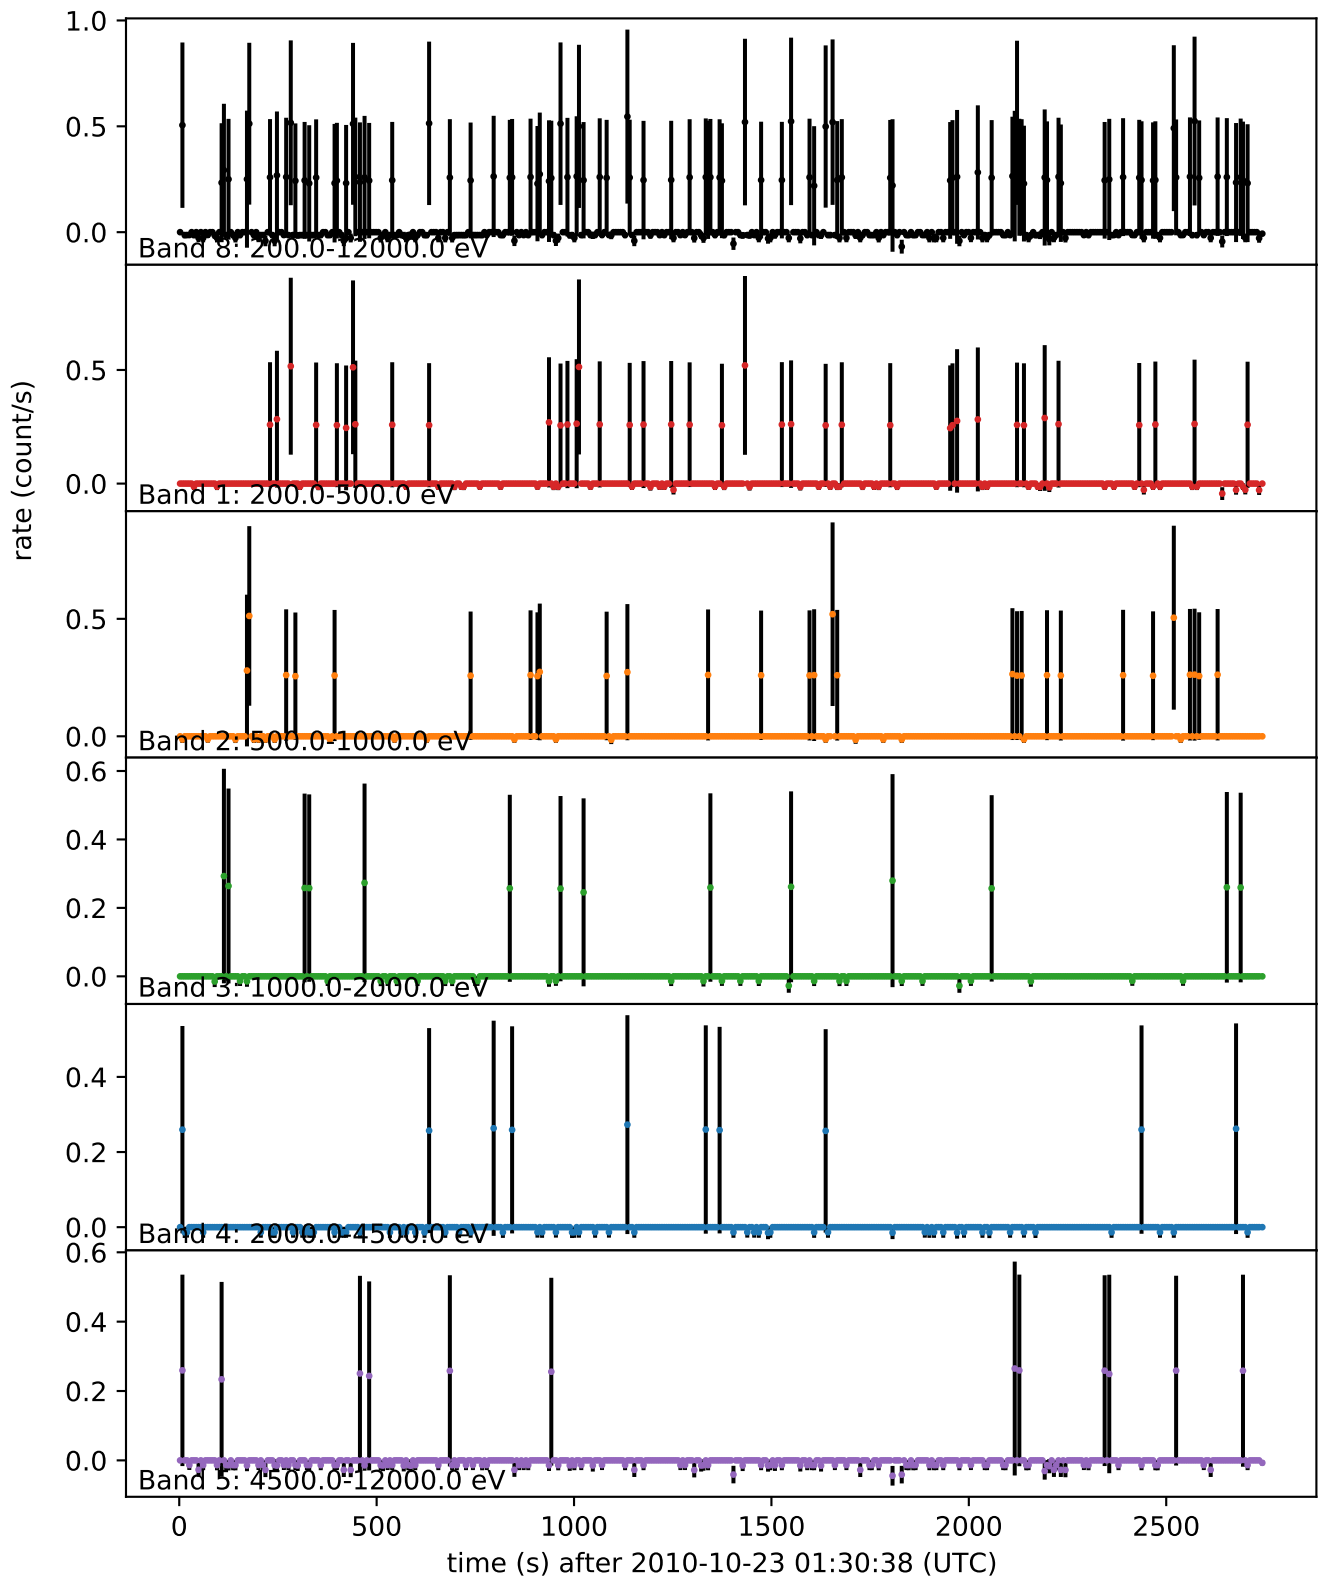 1.0
0.5
0.0
Band 8: 200.0-12000.0 eV
0.5
0.0
Band 1: 200.0-500.0 eV
rate (count/s)
0.5
0.0
Band 2: 500.0-1000.0 eV
0.6
0.4
0.2
0.0
Band 3: 1000.0-2000.0 eV
0.4
0.2
0.0
Band 4: 2000.0-4500.0 eV
0.6
0.4
0.2
0.0
Band 5: 4500.0-12000.0 eV
0 500 1000 1500 2000 2500
time (s) after 2010-10-23 01:30:38 (UTC)